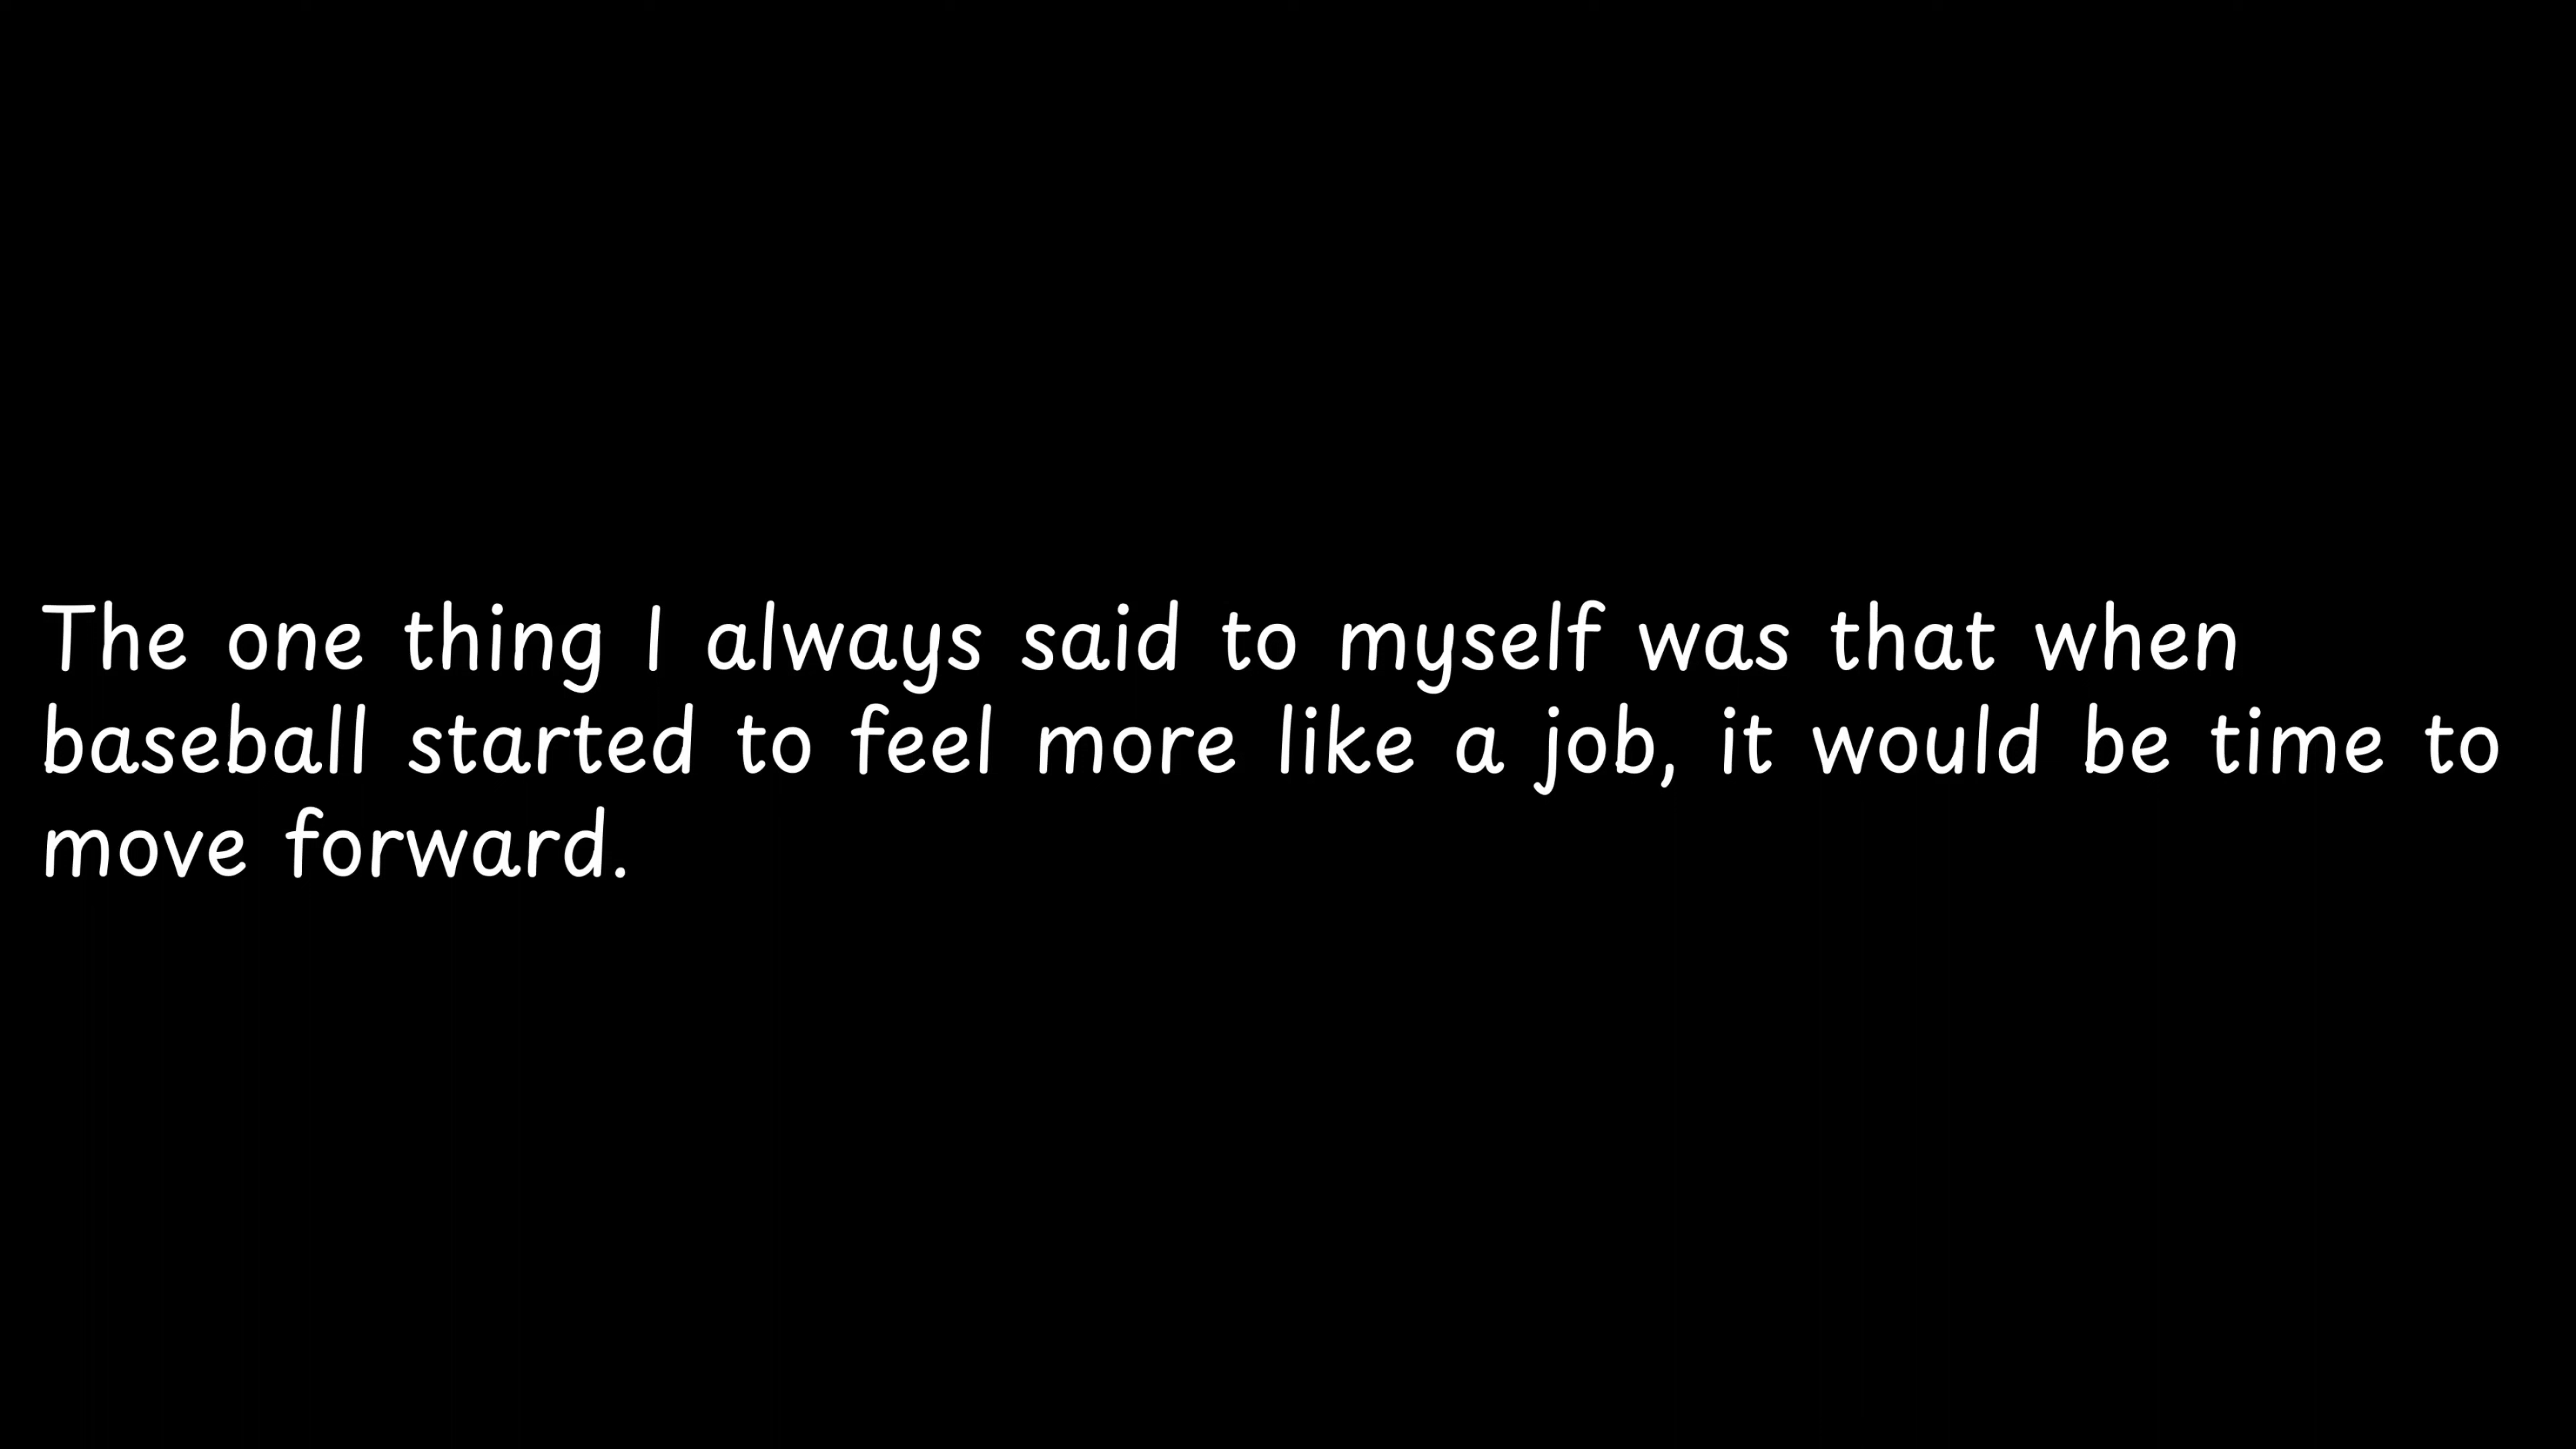 The one thing I always said to myself was that when
baseball started to feel more like a job, it would be time to
move forward.